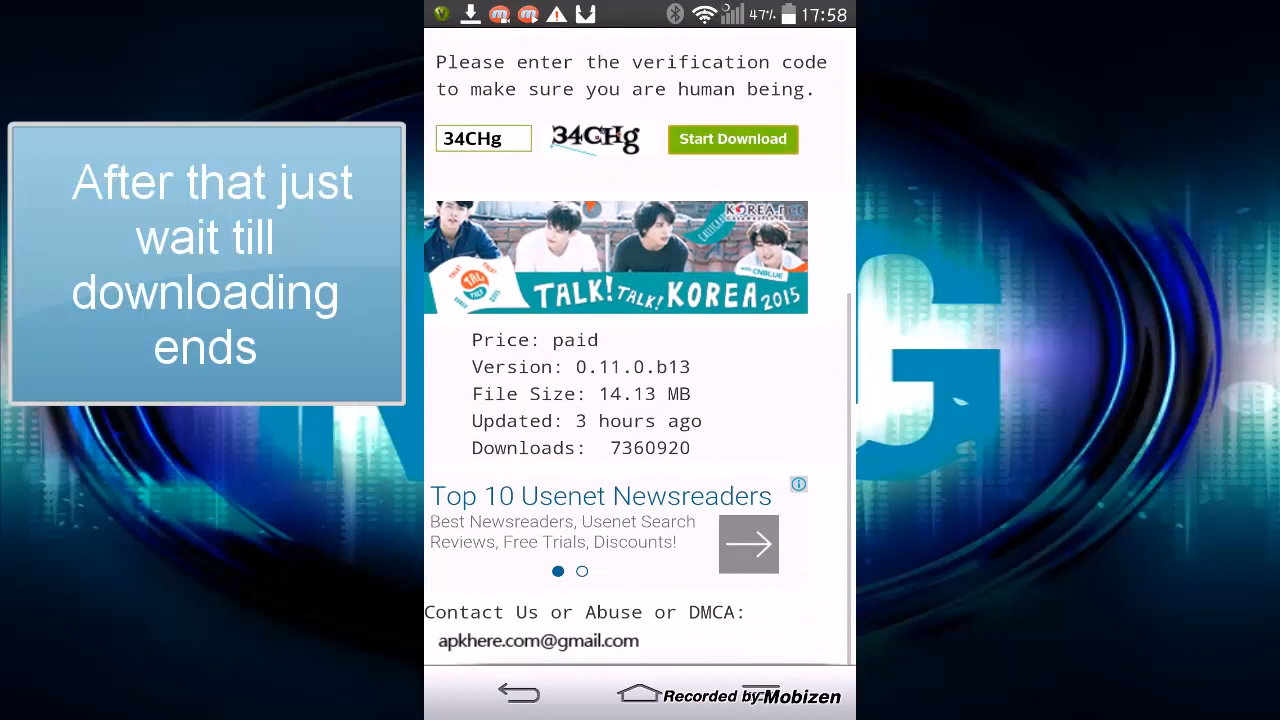 47% 17:58
Please enter the verification code
to make sure you are human being.
34CHg
34CHg
Start Download
After that just
wait till
downloading
ends
KOREA.net
TALK! TALK! KOREA 2015
with CNBLUE
Price: paid
Version: 0.11.0.b13
File Size: 14.13 MB
Updated: 3 hours ago
Downloads: 7360920
Top 10 Usenet Newsreaders
Best Newsreaders, Usenet Search
Reviews, Free Trials, Discounts!
Contact Us or Abuse or DMCA:
apkhere.com@gmail.com
Recorded by Mobizen